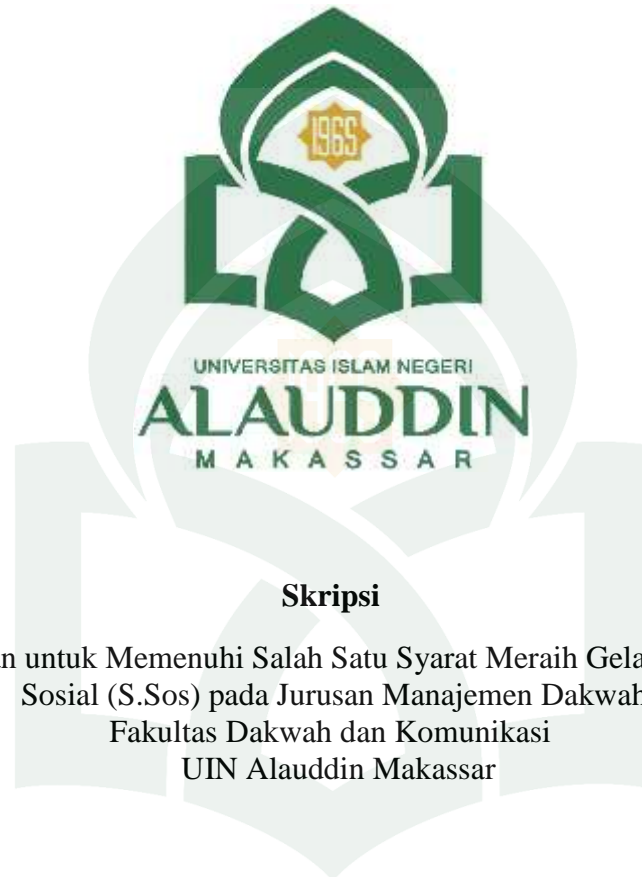 1965
UNIVERSITAS ISLAM NEGERI
ALAUDDIN
MAKASSAR
Skripsi
untuk Memenuhi Salah Satu Syarat Meraih
Sosial (S.Sos) pada Jurusan Manajemen Dakwah
Fakultas Dakwah dan Komunikasi
UIN Alauddin Makassar